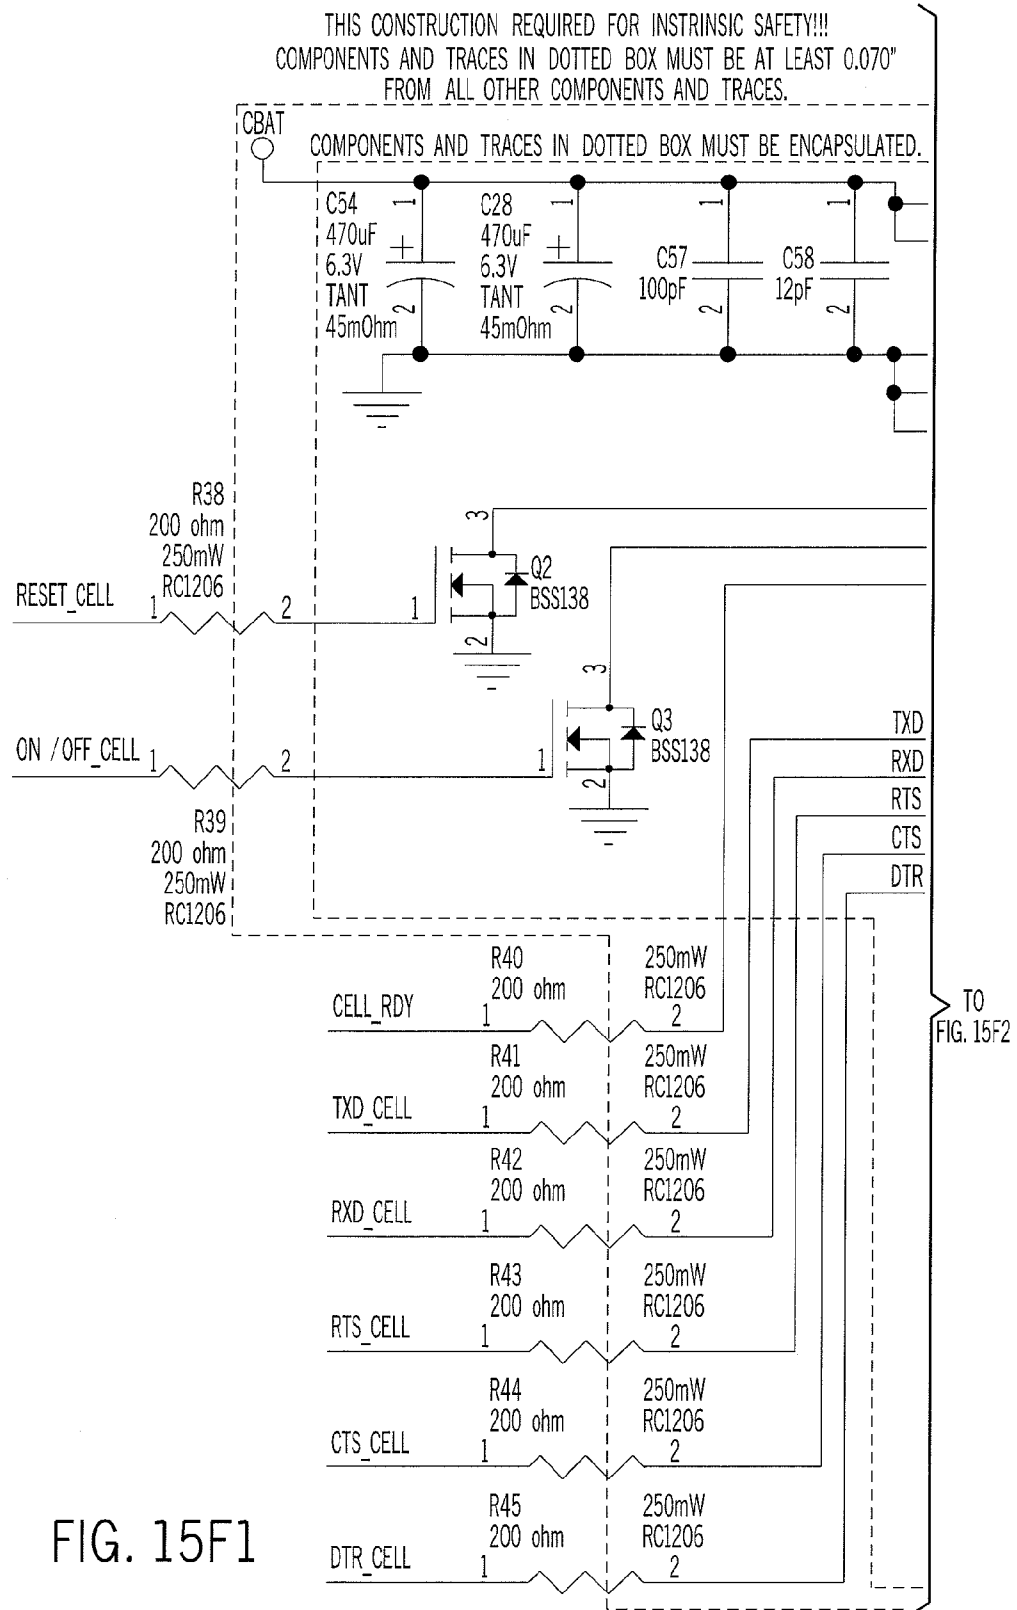 THIS CONSTRUCTION REQUIRED FOR INSTRINSIC SAFETY!!!
COMPONENTS AND TRACES IN DOTTED BOX MUST BE AT LEAST 0.070"
FROM ALL OTHER COMPONENTS AND TRACES.
CBAT
COMPONENTS AND TRACES IN DOTTED BOX MUST BE ENCAPSULATED.
C54
470uF
6.3V
TANT
45mOhm
1
+
2
C28
470uF
6.3V
TANT
45mOhm
1
+
2
C57
100pF
1
2
C58
12pF
1
2
R38
200 ohm
250mW
RC1206
RESET_CELL
1
2
1
3
2
Q2
BSS138
ON /OFF_CELL
1
2
1
3
2
Q3
BSS138
R39
200 ohm
250mW
RC1206
TXD
RXD
RTS
CTS
DTR
CELL_RDY
1
R40
200 ohm
250mW
RC1206
2
TXD_CELL
1
R41
200 ohm
250mW
RC1206
2
RXD_CELL
1
R42
200 ohm
250mW
RC1206
2
RTS_CELL
1
R43
200 ohm
250mW
RC1206
2
CTS_CELL
1
R44
200 ohm
250mW
RC1206
2
DTR_CELL
1
R45
200 ohm
250mW
RC1206
2
TO
FIG. 15F2
FIG. 15F1